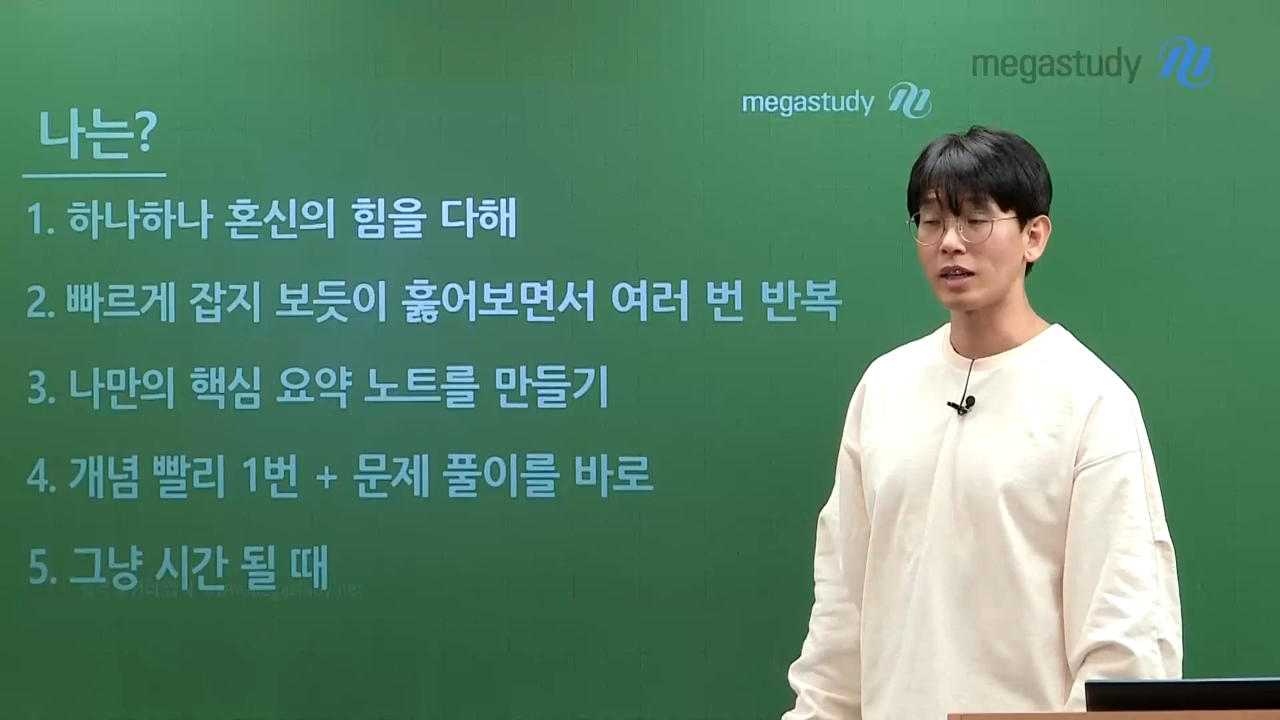 megastudy
megastudy
나는?
1. 하나하나 혼신의 힘을 다해
2. 빠르게 잡지 보듯이 훑어보면서 여러 번 반복
3. 나만의 핵심 요약 노트를 만들기
4. 개념 빨리 1번 + 문제 풀이를 바로
5. 그냥 시간 될 때